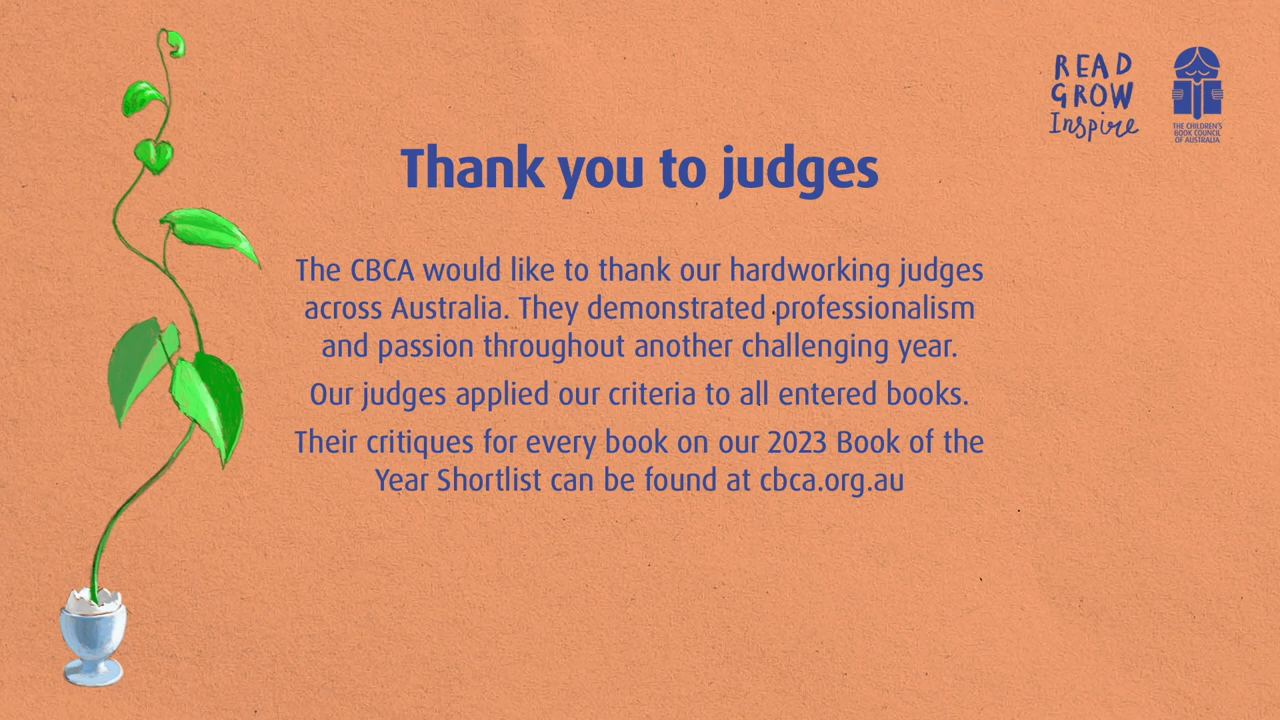 READ
GROW
Inspire
THE CHILDREN'S
BOOK COUNCIL
OF AUSTRALIA
Thank you to judges
The CBCA would like to thank our hardworking judges
across Australia. They demonstrated professionalism
and passion throughout another challenging year.
Our judges applied our criteria to all entered books.
Their critiques for every book on our 2023 Book of the
Year Shortlist can be found at cbca.org.au